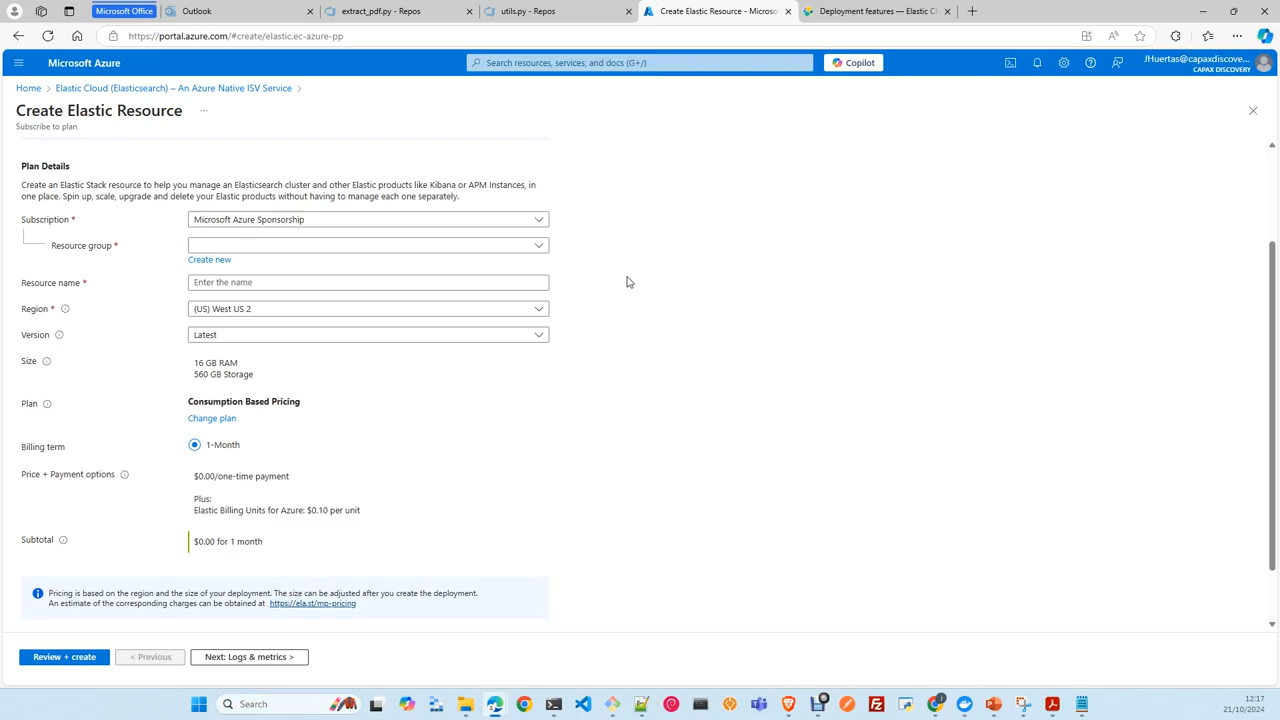 Microsoft Office
Outlook
extract_pdf.py - Repos
utils.py - Repos
Create Elastic Resource - Microso
Deployment features — Elastic Cl
https://portal.azure.com/#create/elastic.ec-azure-pp
Microsoft Azure
Search resources, services, and docs (G+/)
Copilot
JHuertas@capaxdiscove...
CAPAX DISCOVERY
Home > Elastic Cloud (Elasticsearch) – An Azure Native ISV Service >
Create Elastic Resource ...
Subscribe to plan
Plan Details
Create an Elastic Stack resource to help you manage an Elasticsearch cluster and other Elastic products like Kibana or APM Instances, in
one place. Spin up, scale, upgrade and delete your Elastic products without having to manage each one separately.
Subscription * Microsoft Azure Sponsorship
Resource group *
Create new
Resource name * Enter the name
Region * (US) West US 2
Version Latest
Size 16 GB RAM
560 GB Storage
Plan Consumption Based Pricing
Change plan
Billing term 1-Month
Price + Payment options $0.00/one-time payment
Plus:
Elastic Billing Units for Azure: $0.10 per unit
Subtotal $0.00 for 1 month
Pricing is based on the region and the size of your deployment. The size can be adjusted after you create the deployment.
An estimate of the corresponding charges can be obtained at https://ela.st/mp-pricing
Review + create
< Previous
Next: Logs & metrics >
Search
12:17
21/10/2024